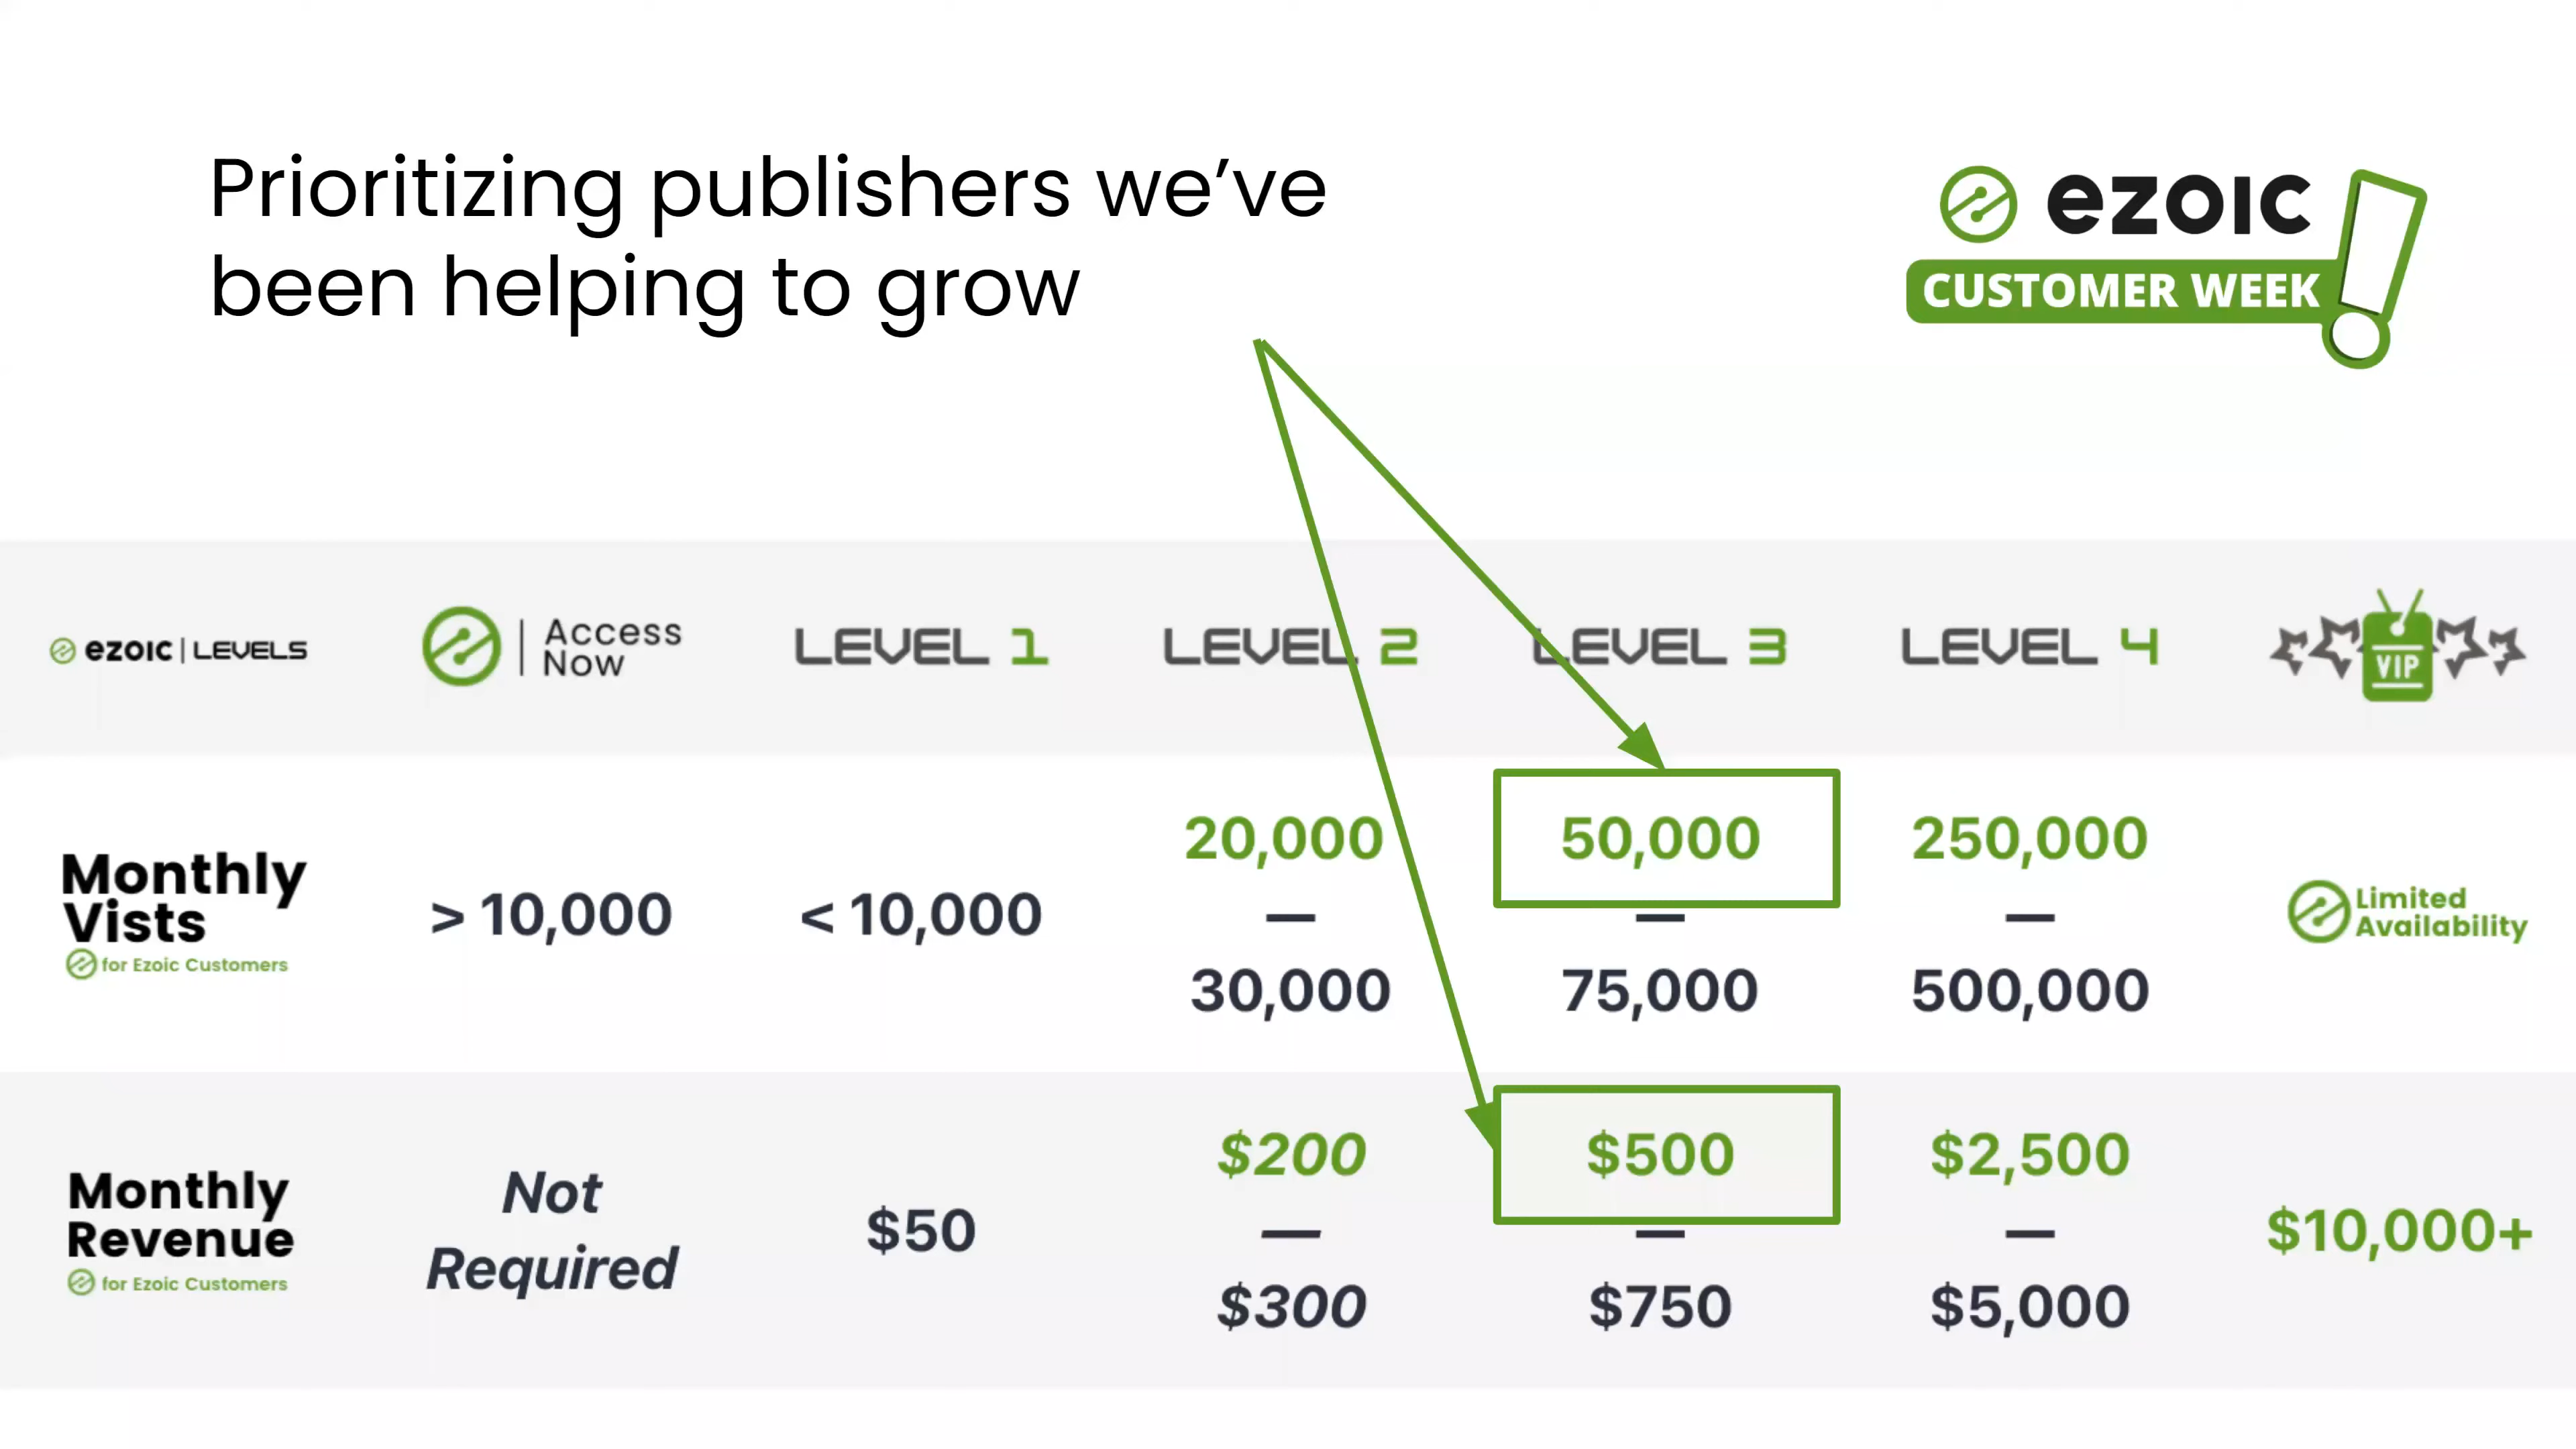 Prioritizing publishers we’ve
been helping to grow
ezoic
CUSTOMER WEEK
ezoic | LEVELS
Access
Now
LEVEL 1
LEVEL 2
LEVEL 3
LEVEL 4
VIP
Monthly
Vists
for Ezoic Customers
> 10,000
< 10,000
20,000
—
30,000
50,000
—
75,000
250,000
—
500,000
Limited
Availability
Monthly
Revenue
for Ezoic Customers
Not
Required
$50
$200
—
$300
$500
—
$750
$2,500
—
$5,000
$10,000+